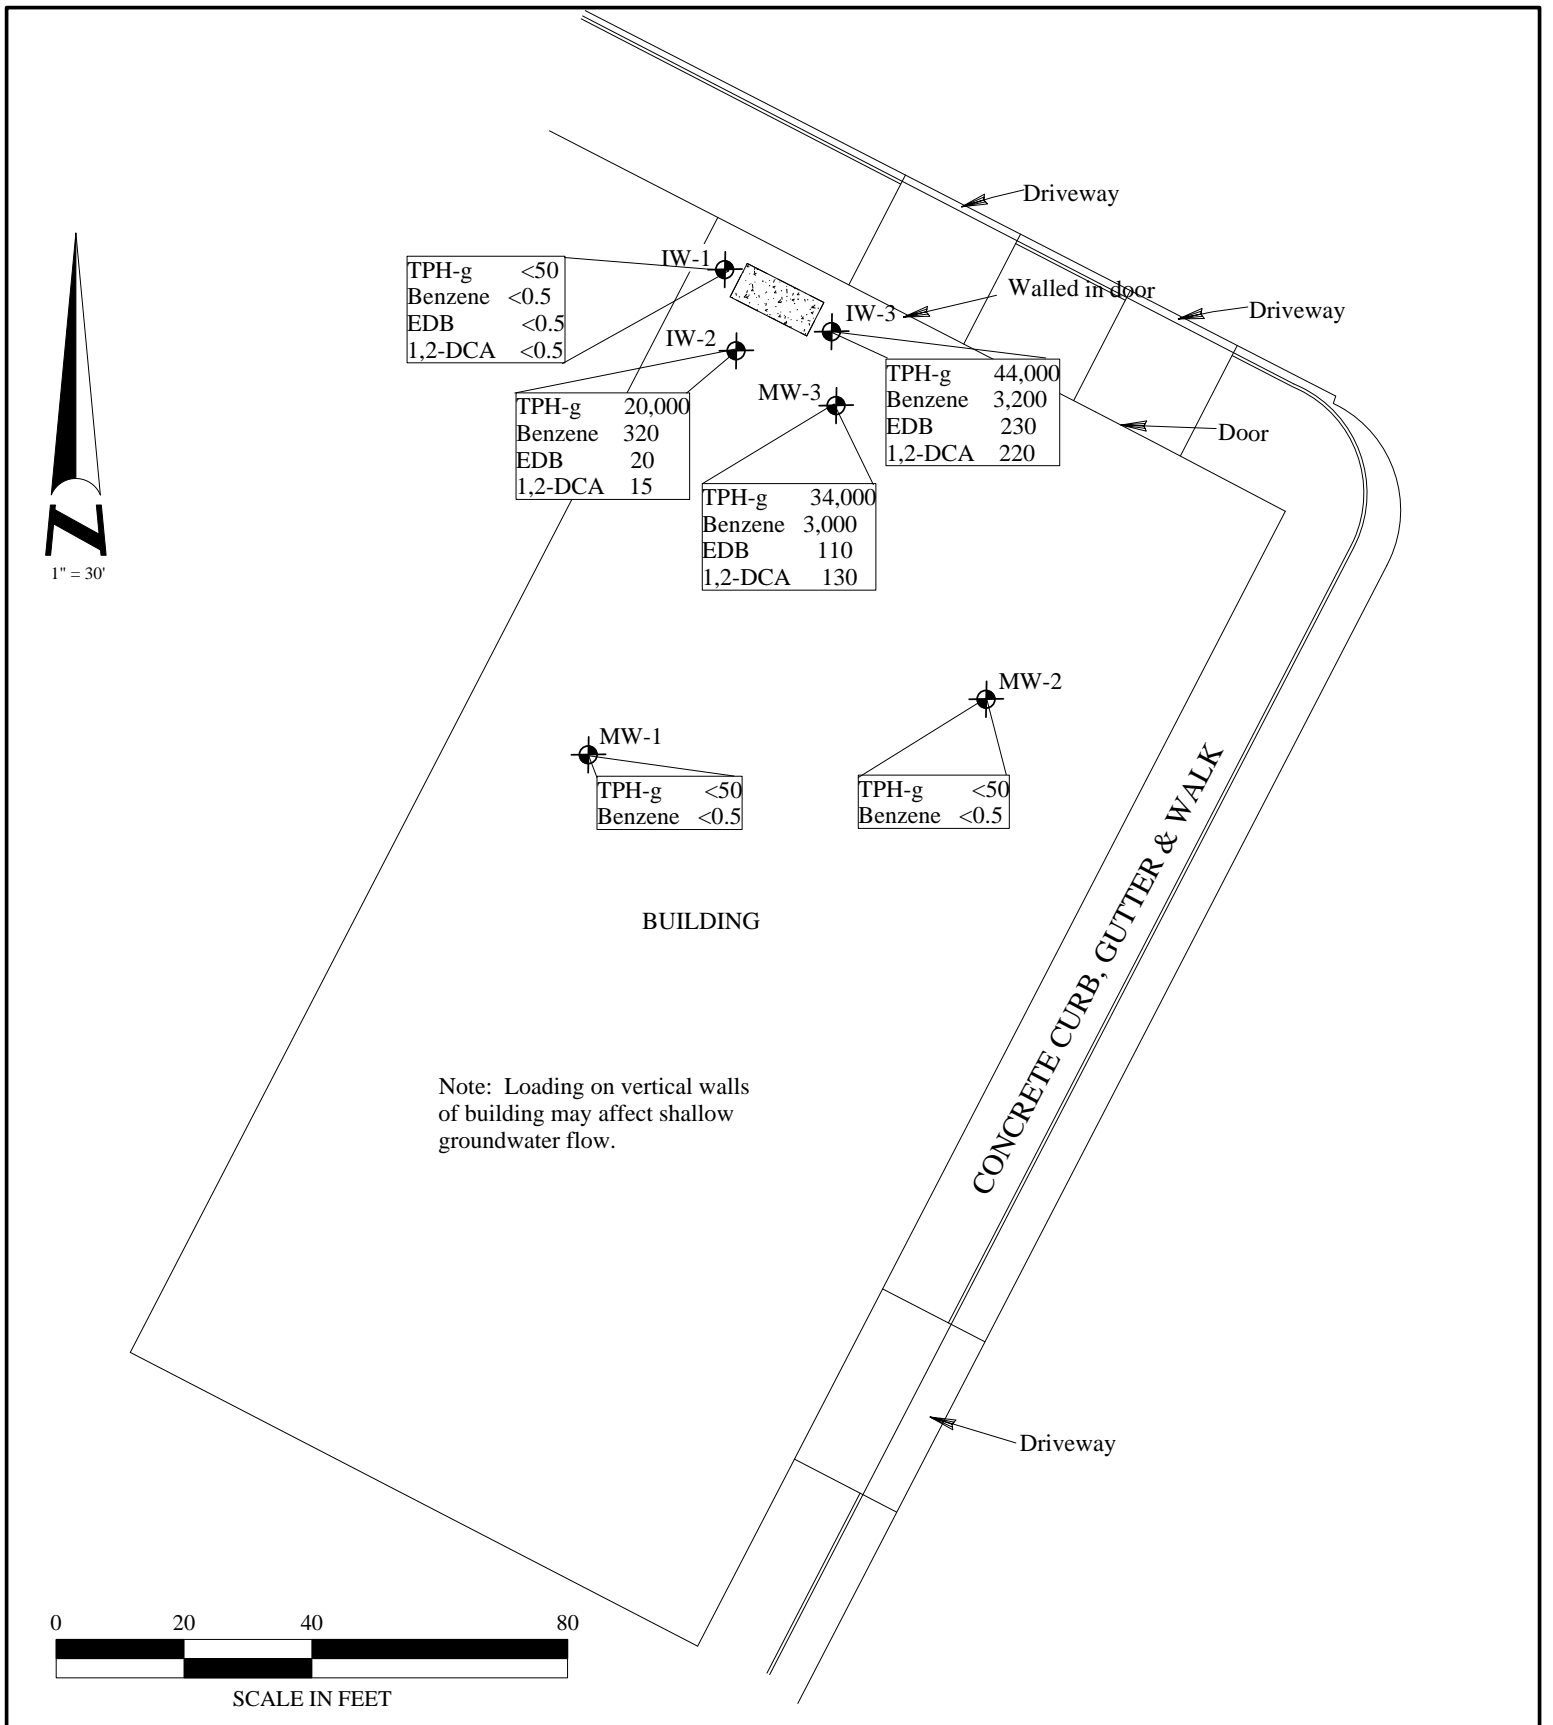 Driveway
IW-1
TPH-g <50
Benzene <0.5
EDB <0.5
1,2-DCA <0.5
Walled in door
Driveway
IW-3
IW-2
TPH-g 44,000
Benzene 3,200
EDB 230
1,2-DCA 220
MW-3
TPH-g 20,000
Benzene 320
EDB 20
1,2-DCA 15
Door
TPH-g 34,000
Benzene 3,000
EDB 110
1,2-DCA 130
Z
1" = 30'
MW-2
MW-1
TPH-g <50
Benzene <0.5
TPH-g <50
Benzene <0.5
CONCRETE CURB, GUTTER & WALK
BUILDING
Note: Loading on vertical walls
of building may affect shallow
groundwater flow.
Driveway
0 20 40 80
SCALE IN FEET